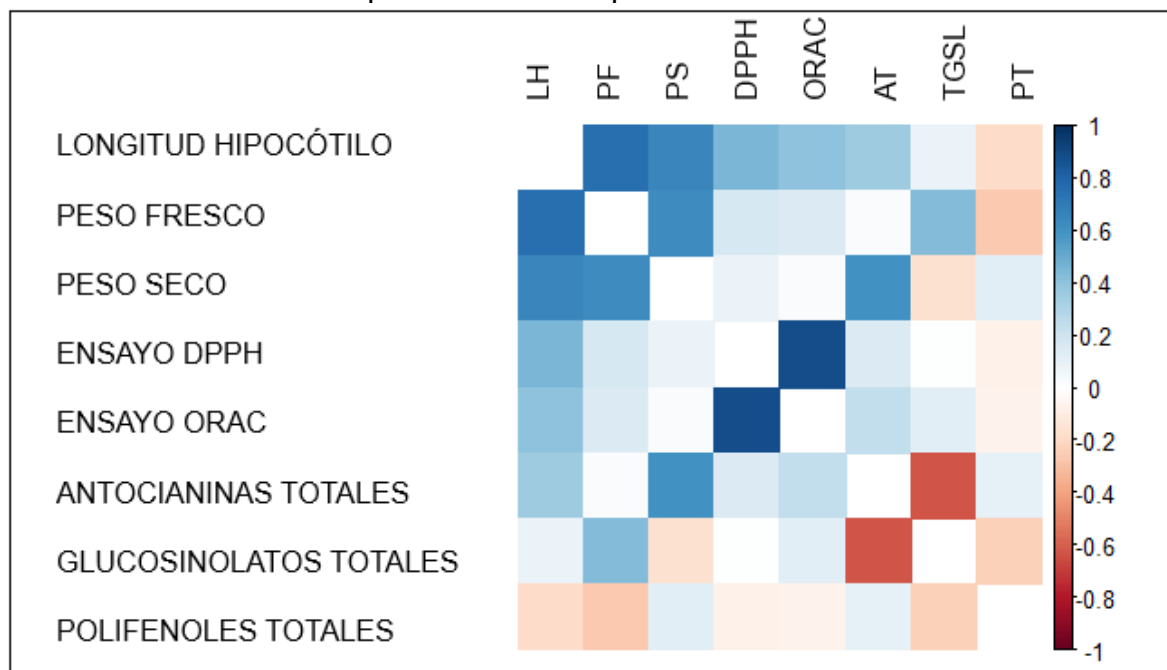 LH PF PS DPPH ORAC AT TGSL PT
LONGITUD HIPOCÓTILO
PESO FRESCO
PESO SECO
ENSAYO DPPH
ENSAYO ORAC
ANTOCIANINAS TOTALES
GLUCOSINOLATOS TOTALES
POLIFENOLES TOTALES
1
0.8
0.6
0.4
0.2
0
-0.2
-0.4
-0.6
-0.8
-1